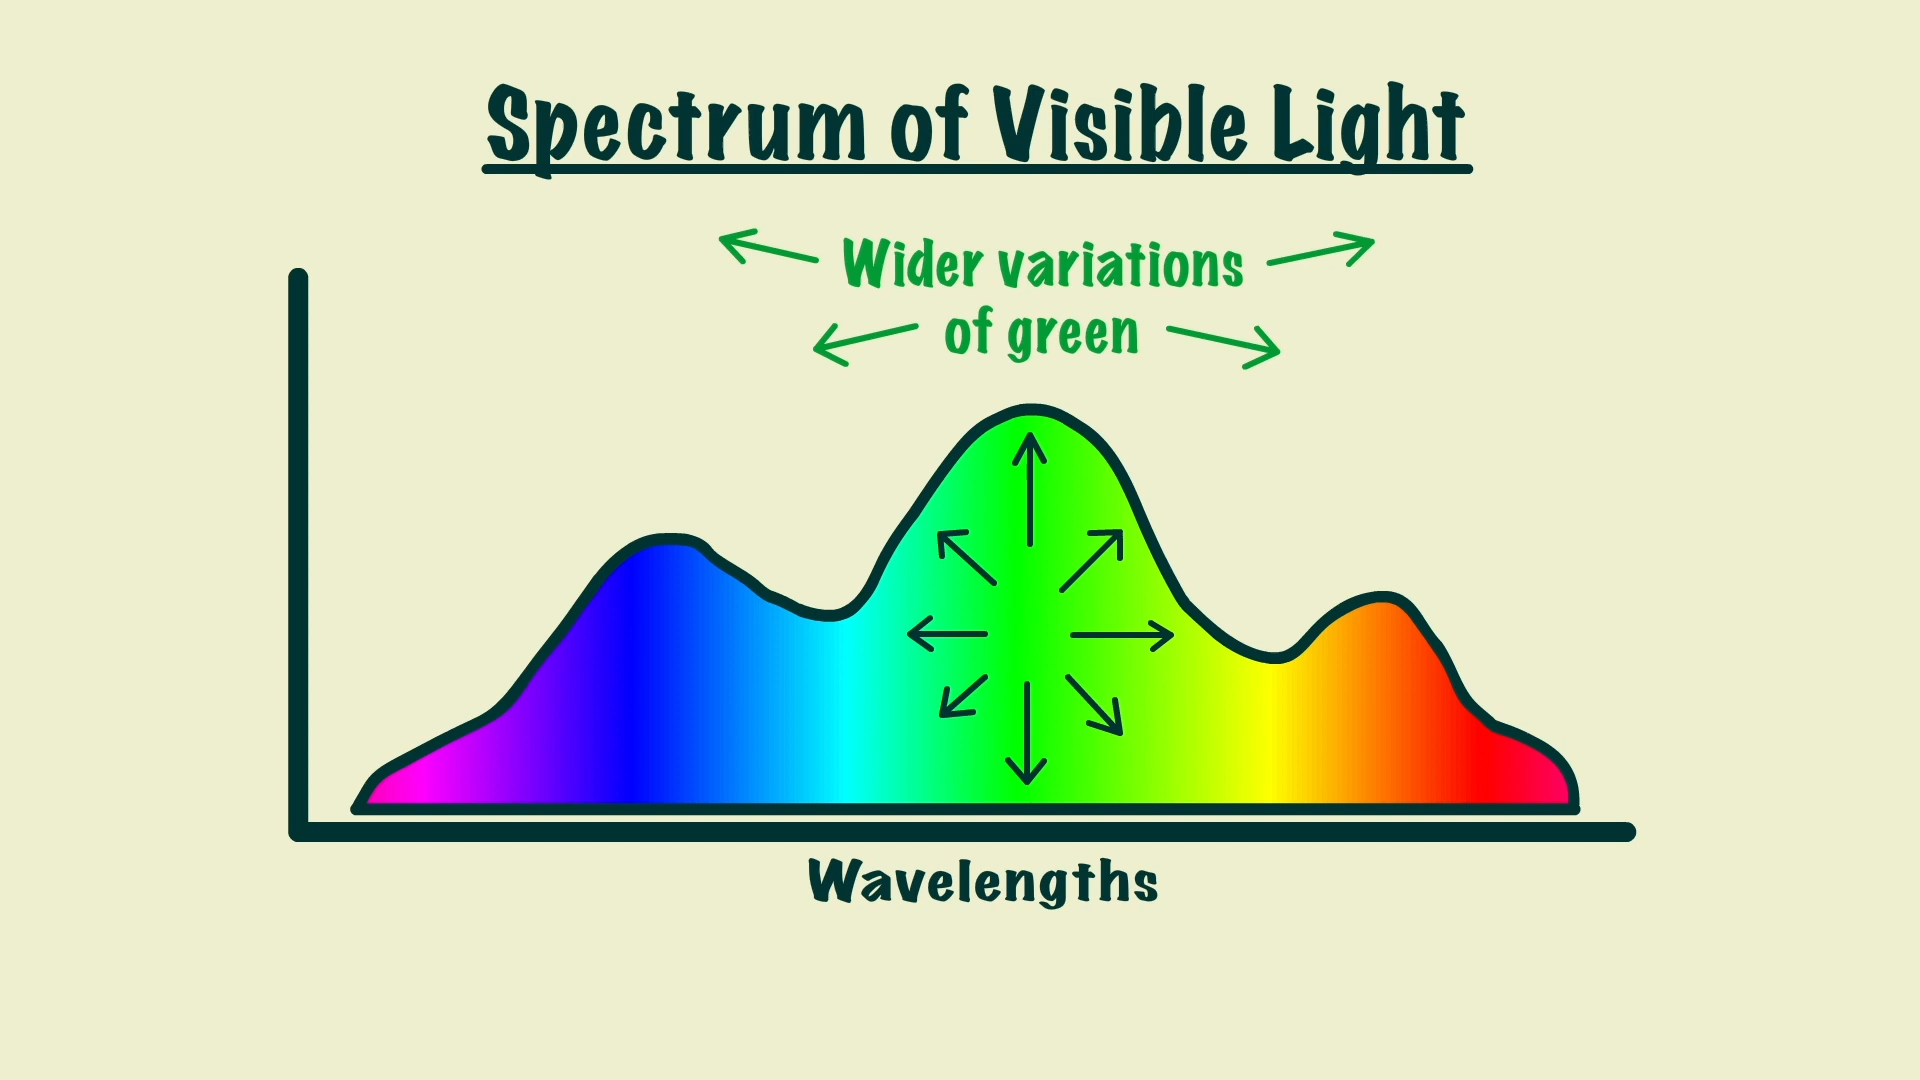 Spectrum of Visible Light
Wider variations
of green
Wavelengths